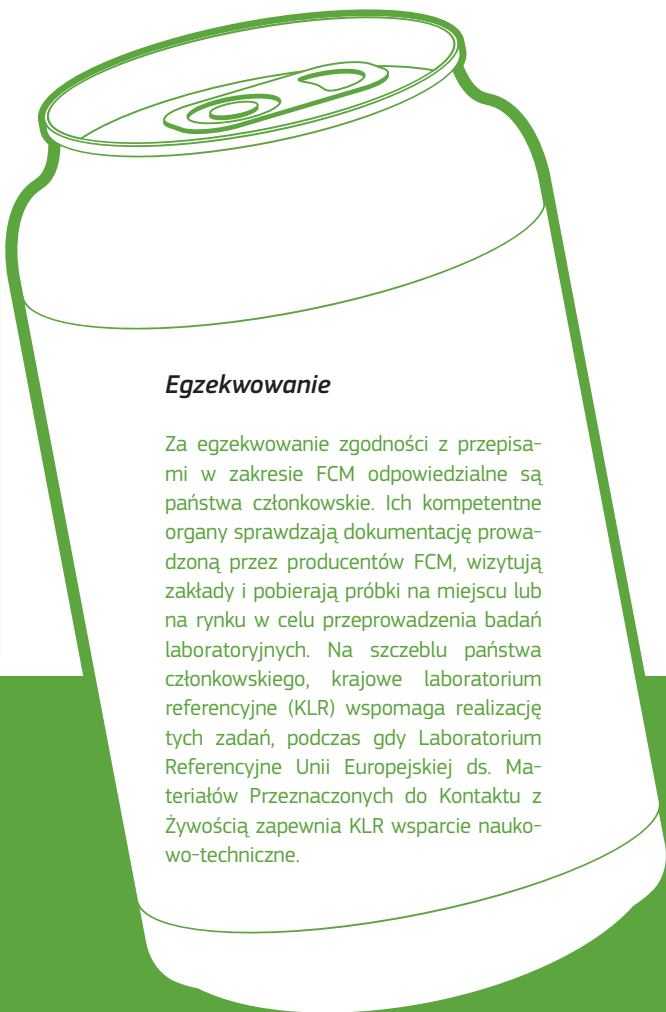 Egzekwowanie
Za egzekwowanie zgodności z przepisa-
mi w zakresie FCM odpowiedzialne są
państwa członkowskie. Ich kompetentne
organy sprawdzają dokumentację prowa-
dzoną przez producentów FCM, wizytują
zakłady i pobierają próbki na miejscu lub
na rynku w celu przeprowadzenia badań
laboratoryjnych. Na szczeblu państwa
członkowskiego, krajowe laboratorium
referencyjne (KLR) wspomaga realizację
tych zadań, podczas gdy Laboratorium
Referencyjne Unii Europejskiej ds. Ma-
teriałów Przeznaczonych do Kontaktu z
Żywością zapewnia KLR wsparcie nauko-
wo-techniczne.